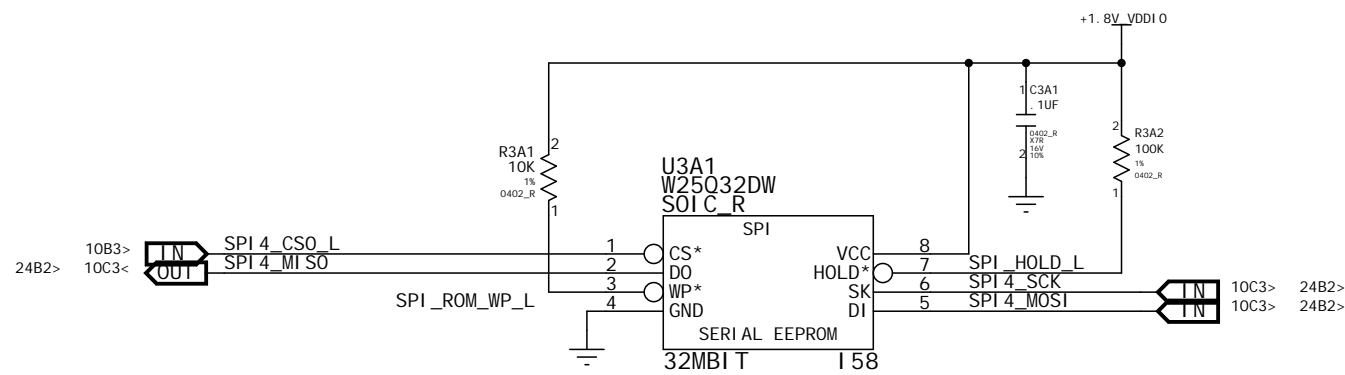 +1.8V_VDDIO
1 C3A1
.1UF
0402_R
X7R
16V
2 10%
2
R3A2
100K
1%
0402_R
1
2
R3A1
10K
1%
0402_R
1
U3A1
W25Q32DW
SOIC_R
SPI
10B3> IN SPI4_CS0_L 1 CS* VCC 8
24B2> 10C3< OUT SPI4_MISO 2 DO HOLD* 7 SPI_HOLD_L
SPI_ROM_WP_L 3 WP* SK 6 SPI4_SCK IN 10C3> 24B2>
4 GND DI 5 SPI4_MOSI IN 10C3> 24B2>
SERIAL EEPROM
32MBIT I58